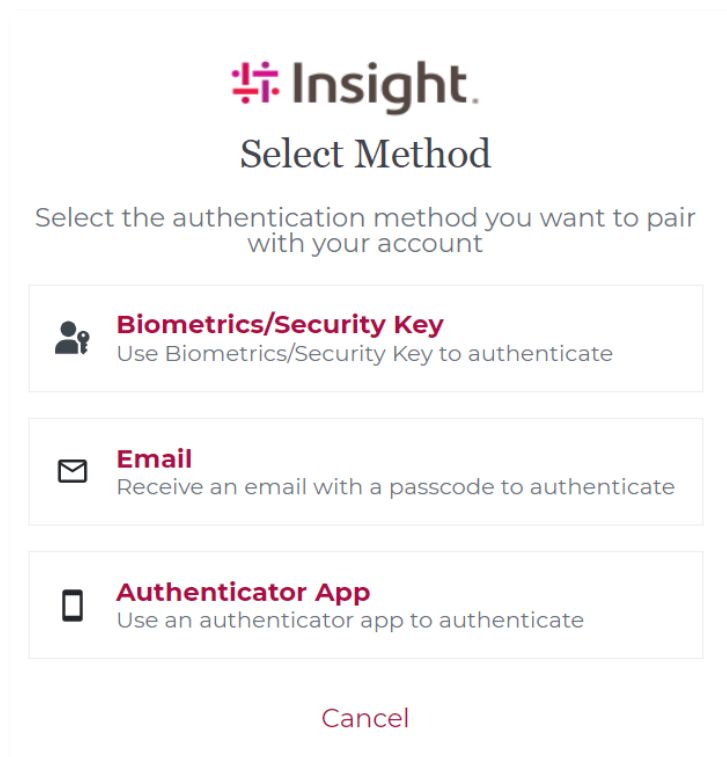 Insight.
Select Method
Select the authentication method you want to pair
with your account
Biometrics/Security Key
Use Biometrics/Security Key to authenticate
Email
Receive an email with a passcode to authenticate
Authenticator App
Use an authenticator app to authenticate
Cancel